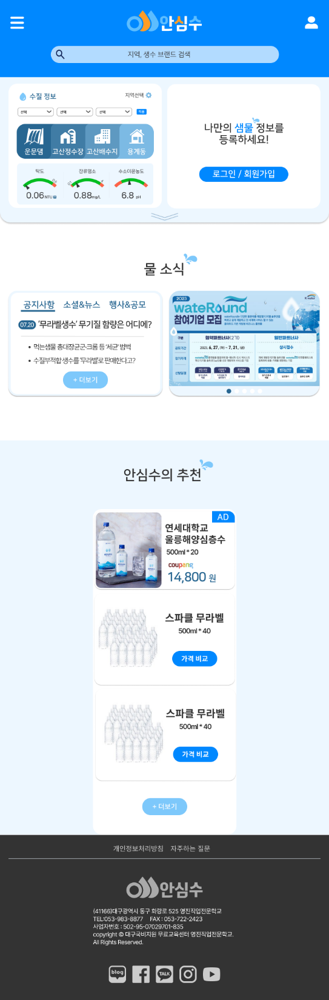 안심수
지역, 생수 브랜드 검색
수질 정보
지역선택
선택 선택 선택 적용
운문댐 고산정수장 고산배수지 용계동
탁도 잔류염소 수소이온농도
0.5 0.1 4
0.06 NTU 0.88 mg/L 6.8 pH
나만의 샘물 정보를
등록하세요!
로그인 / 회원가입
물 소식
공지사항 소셜&뉴스 행사&공모
07.20 ‘무라벨생수’ 무기질 함량은 어디에?
• 먹는샘물 총대장균군·크롬 등 '세균' 범벅
• 수질부적합 생수를 '무라벨'로 판매한다고?
+ 더보기
2023
K water
wateRound
참여기업 모집
구분 협약파트너사(2기) 일반파트너사
공모기간 2023. 6. 27.(화) ~ 7. 21.(금) 상시접수
참가자격
선발일정
안심수의 추천
AD
연세대학교
울릉해양심층수
500ml * 20
coupang
14,800 원
스파클 무라벨
500ml * 40
가격 비교
스파클 무라벨
500ml * 40
가격 비교
+ 더보기
개인정보처리방침 자주하는 질문
안심수
(41166)대구광역시 동구 화랑로 525 영진직업전문학교
TEL:053-983-8877 FAX : 053-722-2423
사업자번호 : 502-95-07029701-835
copyright © 대구국비지원 무료교육센터 영진직업전문학교.
All Rights Reserved.
blog TALK